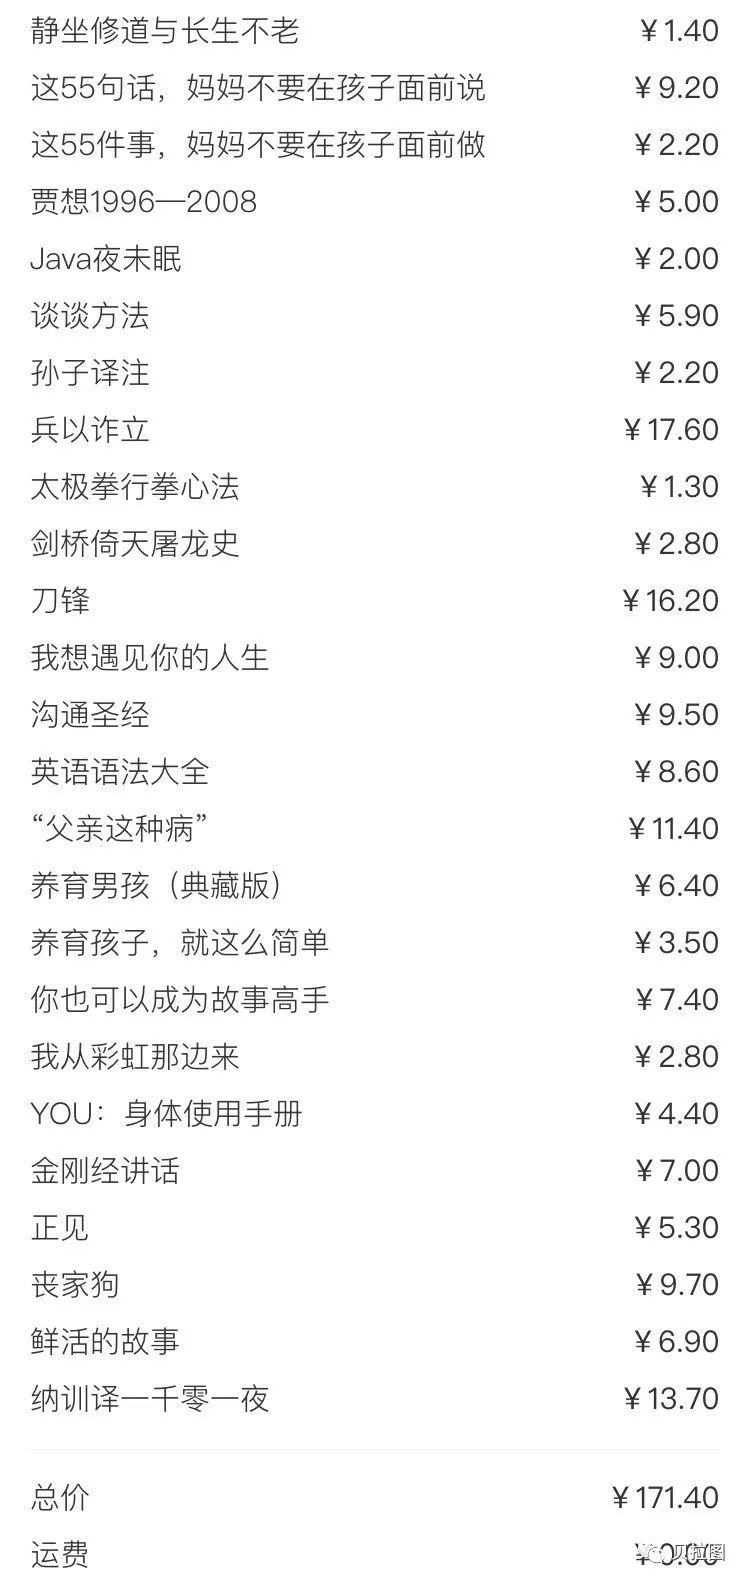 静坐修道与长生不老 ¥1.40
这55句话，妈妈不要在孩子面前说 ¥9.20
这55件事，妈妈不要在孩子面前做 ¥2.20
贾想1996—2008 ¥5.00
Java夜未眠 ¥2.00
谈谈方法 ¥5.90
孙子译注 ¥2.20
兵以诈立 ¥17.60
太极拳行拳心法 ¥1.30
剑桥倚天屠龙史 ¥2.80
刀锋 ¥16.20
我想遇见你的人生 ¥9.00
沟通圣经 ¥9.50
英语语法大全 ¥8.60
“父亲这种病” ¥11.40
养育男孩（典藏版） ¥6.40
养育孩子，就这么简单 ¥3.50
你也可以成为故事高手 ¥7.40
我从彩虹那边来 ¥2.80
YOU：身体使用手册 ¥4.40
金刚经讲话 ¥7.00
正见 ¥5.30
丧家狗 ¥9.70
鲜活的故事 ¥6.90
纳训译一千零一夜 ¥13.70
总价 ¥171.40
运费 ¥0.00
贝拉图